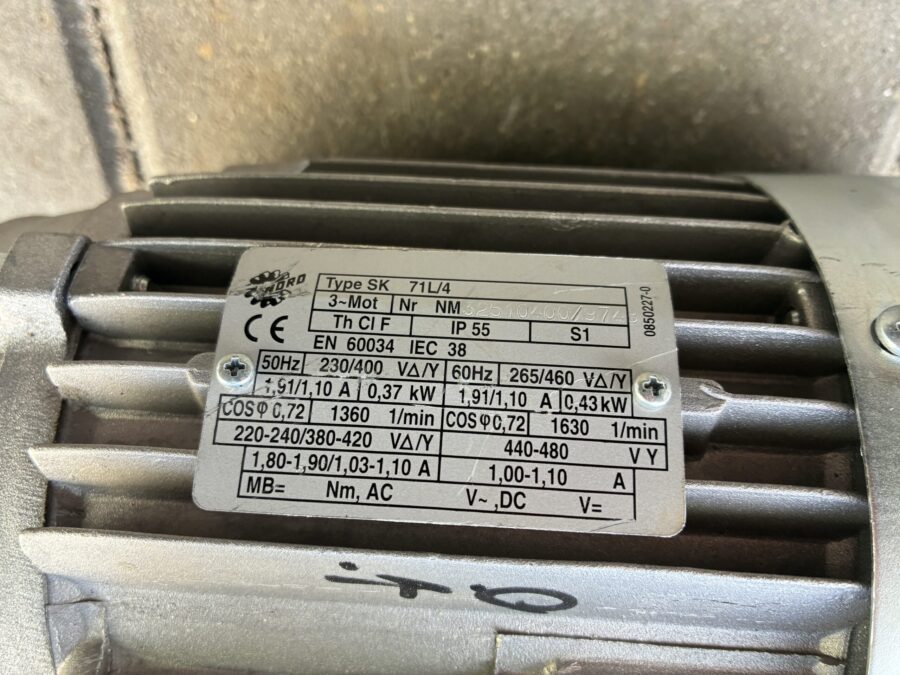 NORD
Type SK 71L/4
3~Mot Nr NM
Th Cl F IP 55 S1
EN 60034 IEC 38
50Hz 230/400 VΔ/Y 60Hz 265/460 VΔ/Y
1,91/1,10 A 0,37 kW 1,91/1,10 A 0,43 kW
COSφ 0,72 1360 1/min COSφ 0,72 1630 1/min
220-240/380-420 VΔ/Y 440-480 V Y
1,80-1,90/1,03-1,10 A 1,00-1,10 A
MB= Nm, AC V~ ,DC V=
CE
0850227-0